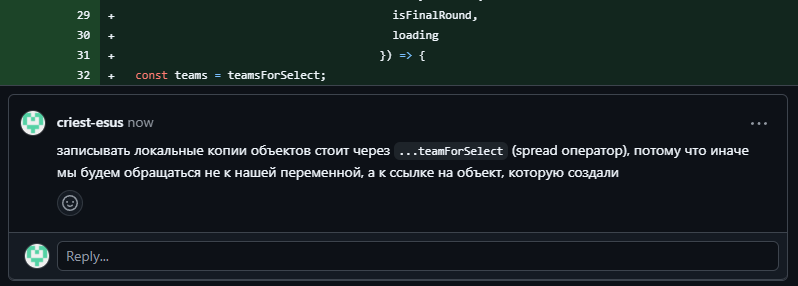 29 + isFinalRound,
30 + loading
31 + }) => {
32 + const teams = teamsForSelect;
criest-esus now
записывать локальные копии объектов стоит через ...teamForSelect (spread оператор), потому что иначе
мы будем обращаться не к нашей переменной, а к ссылке на объект, которую создали
Reply...